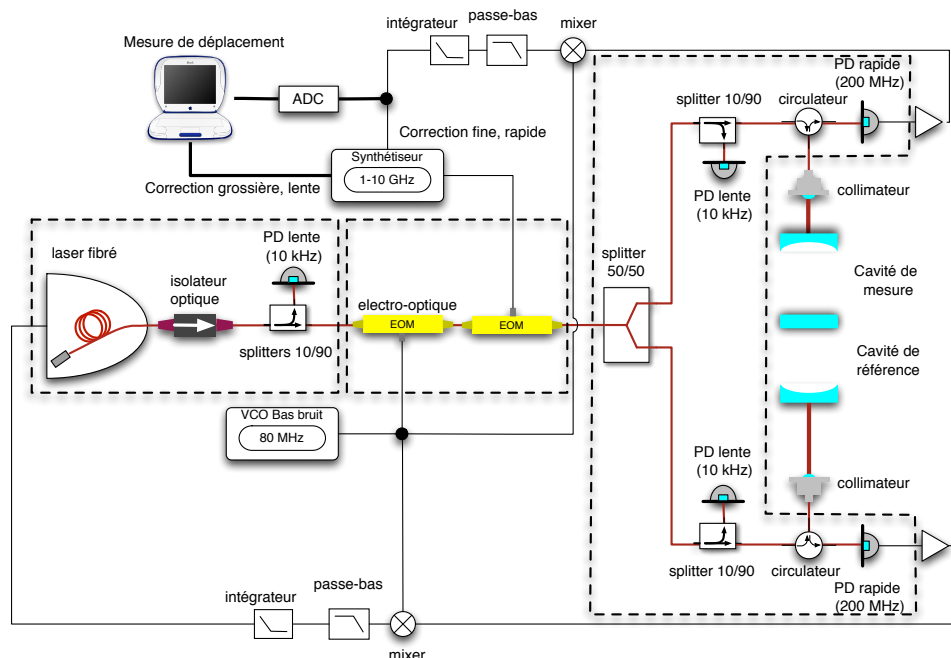 passe-bas
mixer
intégrateur
Mesure de déplacement
ADC
PD rapide
(200 MHz)
splitter 10/90
circulateur
Correction fine, rapide
Synthétiseur
1-10 GHz
Correction grossière, lente
PD lente
(10 kHz)
collimateur
laser fibré
PD lente
(10 kHz)
isolateur
optique
splitter
50/50
Cavité de
mesure
electro-optique
EOM
EOM
splitters 10/90
Cavité de
référence
VCO Bas bruit
80 MHz
PD lente
(10 kHz)
collimateur
splitter 10/90
circulateur
PD rapide
(200 MHz)
intégrateur
passe-bas
mixer